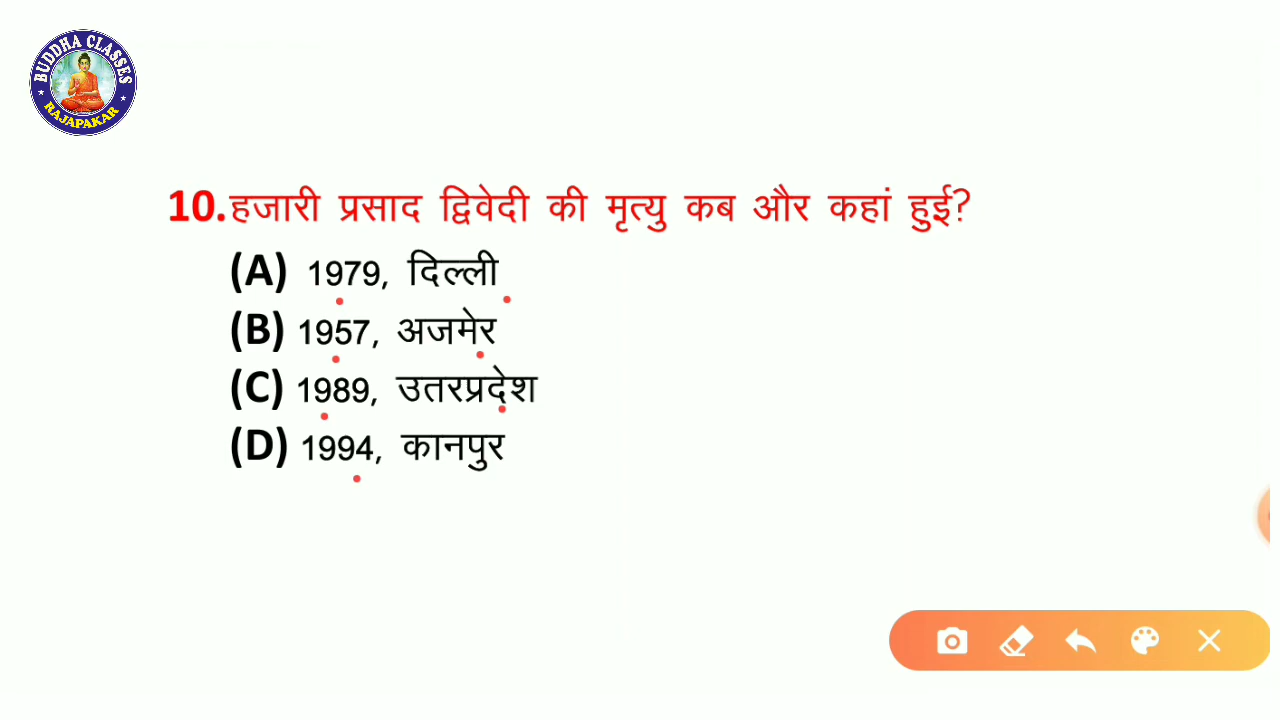 BUDDHA CLASSES
RAJAPAKAR
10.हजारी प्रसाद द्विवेदी की मृत्यु कब और कहां हुई?
(A) 1979, दिल्ली
(B) 1957, अजमेर
(C) 1989, उतरप्रदेश
(D) 1994, कानपुर